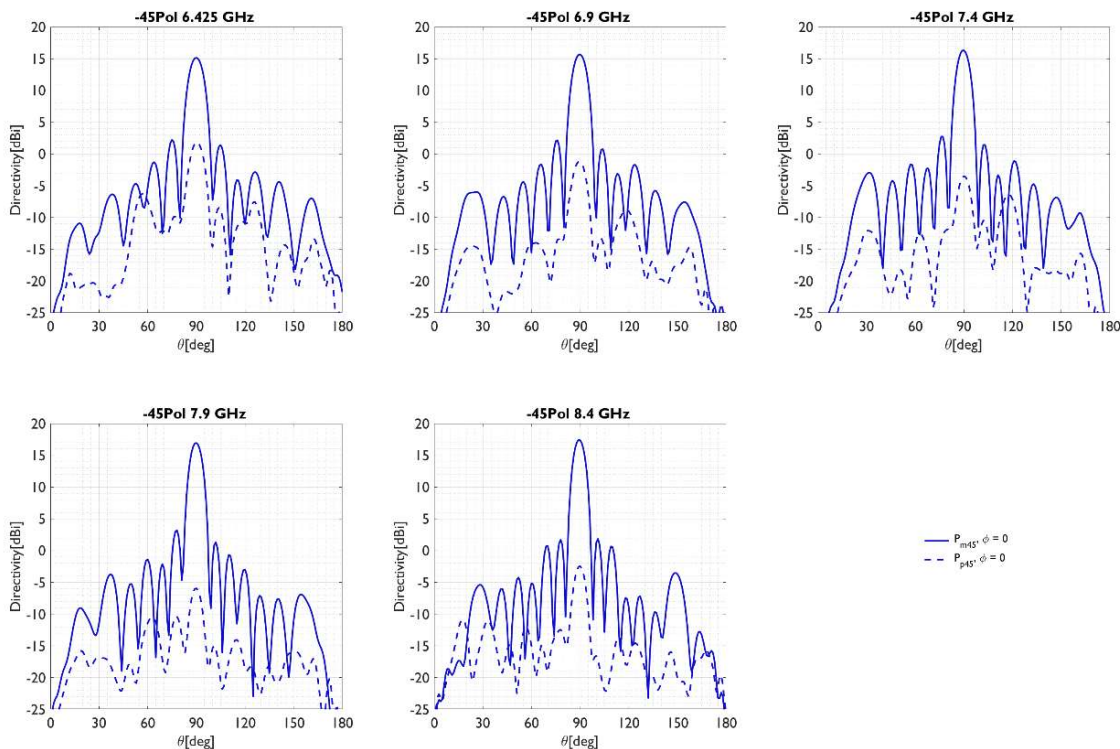 -45Pol 6.425 GHz
20
15
10
5
0
-5
-10
-15
-20
-25
Directivity[dBi]
0 30 60 90 120 150 180
θ[deg]
-45Pol 6.9 GHz
20
15
10
5
0
-5
-10
-15
-20
-25
Directivity[dBi]
0 30 60 90 120 150 180
θ[deg]
-45Pol 7.4 GHz
20
15
10
5
0
-5
-10
-15
-20
-25
Directivity[dBi]
0 30 60 90 120 150 180
θ[deg]
-45Pol 7.9 GHz
20
15
10
5
0
-5
-10
-15
-20
-25
Directivity[dBi]
0 30 60 90 120 150 180
θ[deg]
-45Pol 8.4 GHz
20
15
10
5
0
-5
-10
-15
-20
-25
Directivity[dBi]
0 30 60 90 120 150 180
θ[deg]
Pm45, ϕ = 0
Pp45, ϕ = 0